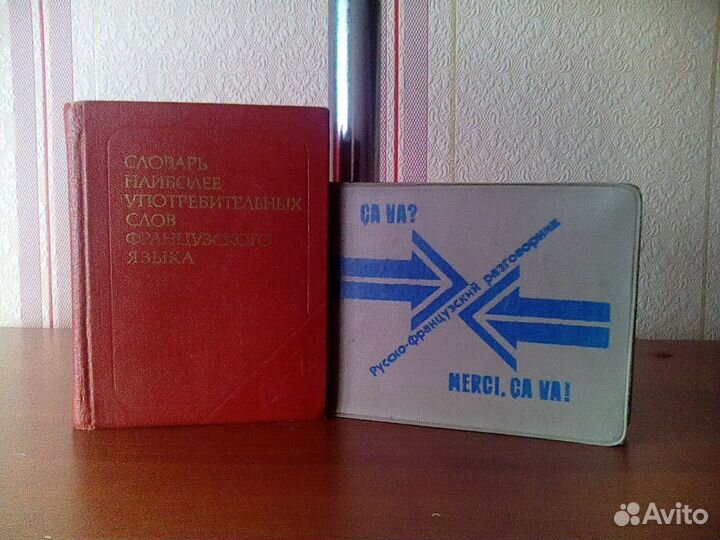 СЛОВАРЬ
НАИБОЛЕЕ
УПОТРЕБИТЕЛЬНЫХ
СЛОВ
ФРАНЦУЗСКОГО
ЯЗЫКА
ÇA VA?
Русско-французский разговорник
MERCI, ÇA VA!
Avito